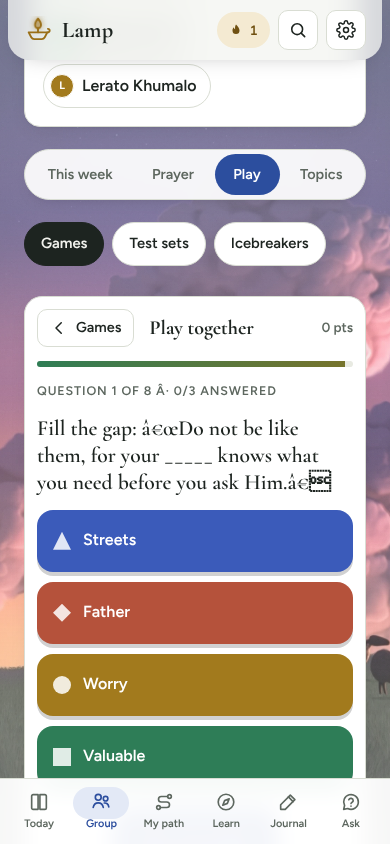 Lamp
1
L
Lerato Khumalo
This week
Prayer
Play
Topics
Games
Test sets
Icebreakers
Games
Play together
0 pts
QUESTION 1 OF 8 Â· 0/3 ANSWERED
Fill the gap: â€œDo not be like
them, for your _____ knows what
you need before you ask Him.â€
Streets
Father
Worry
Valuable
Today
Group
My path
Learn
Journal
Ask